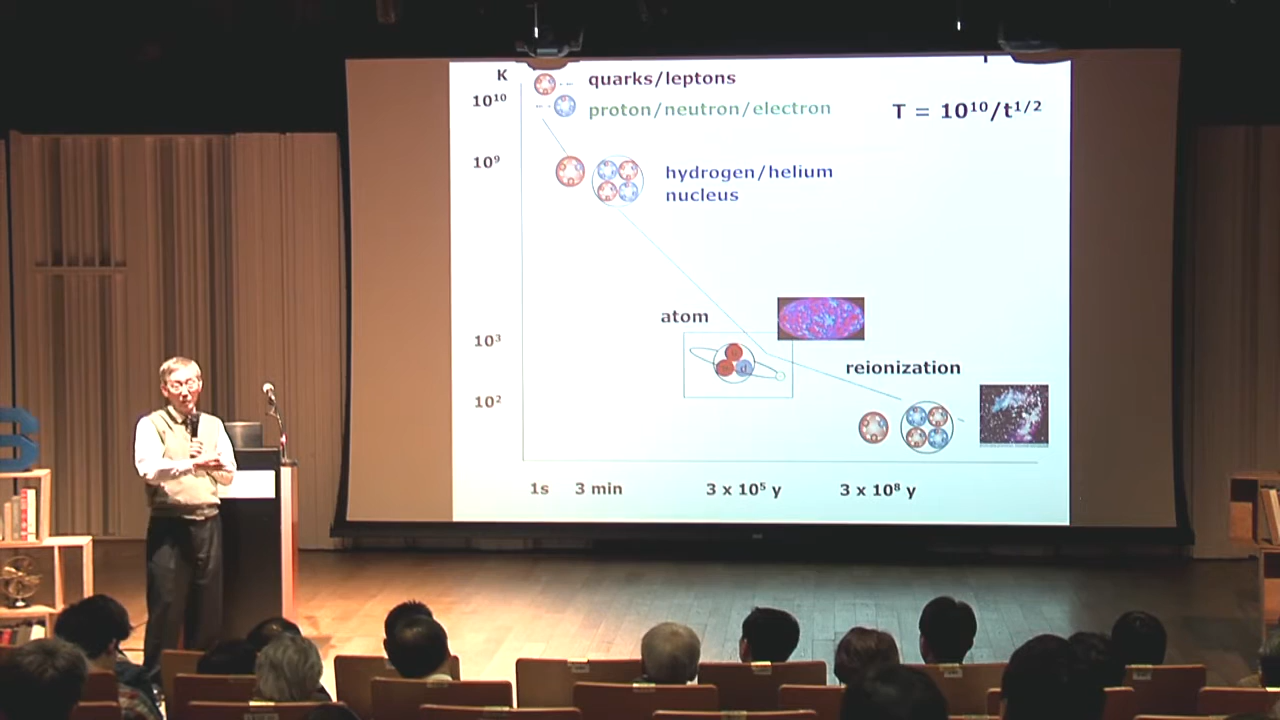 K
quarks/leptons
10¹⁰
proton/neutron/electron
T = 10¹⁰/t¹/²
10⁹
hydrogen/helium
nucleus
atom
10³
reionization
10²
1s 3 min 3 x 10⁵ y 3 x 10⁸ y